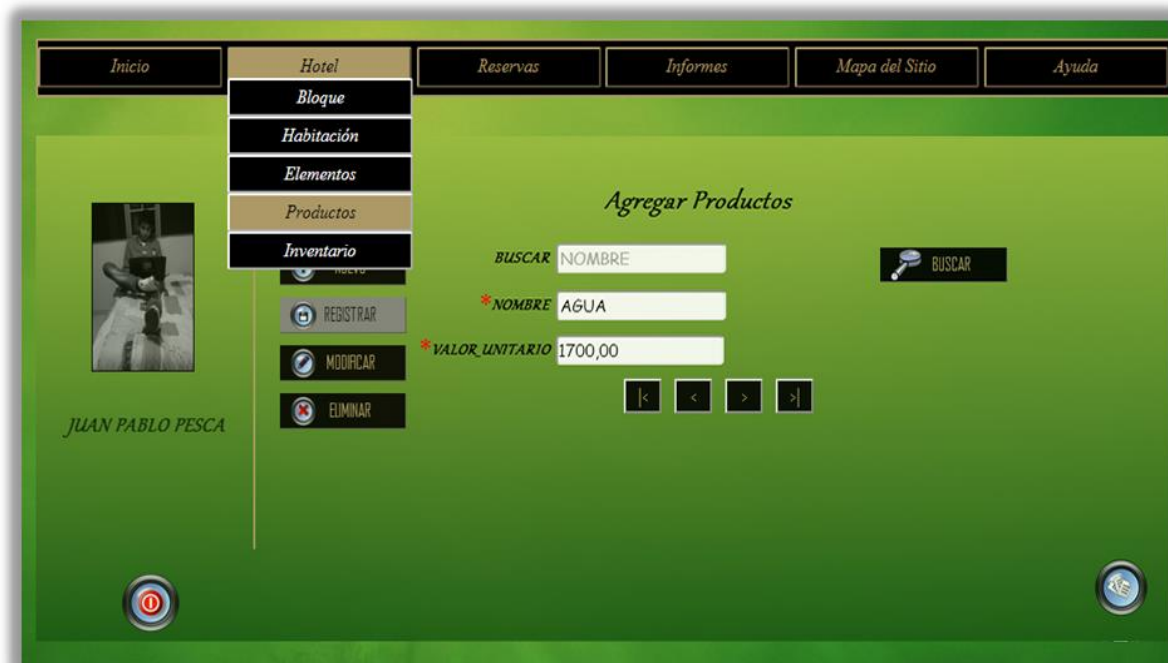 Inicio Hotel Reservas Informes Mapa del Sitio Ayuda
Bloque
Habitación
Elementos
Productos
Inventario
Agregar Productos
BUSCAR NOMBRE
BUSCAR
NUEVO
*NOMBRE AGUA
REGISTRAR
*VALOR_UNITARIO 1700,00
MODIFICAR
|< < > >|
ELIMINAR
JUAN PABLO PESCA